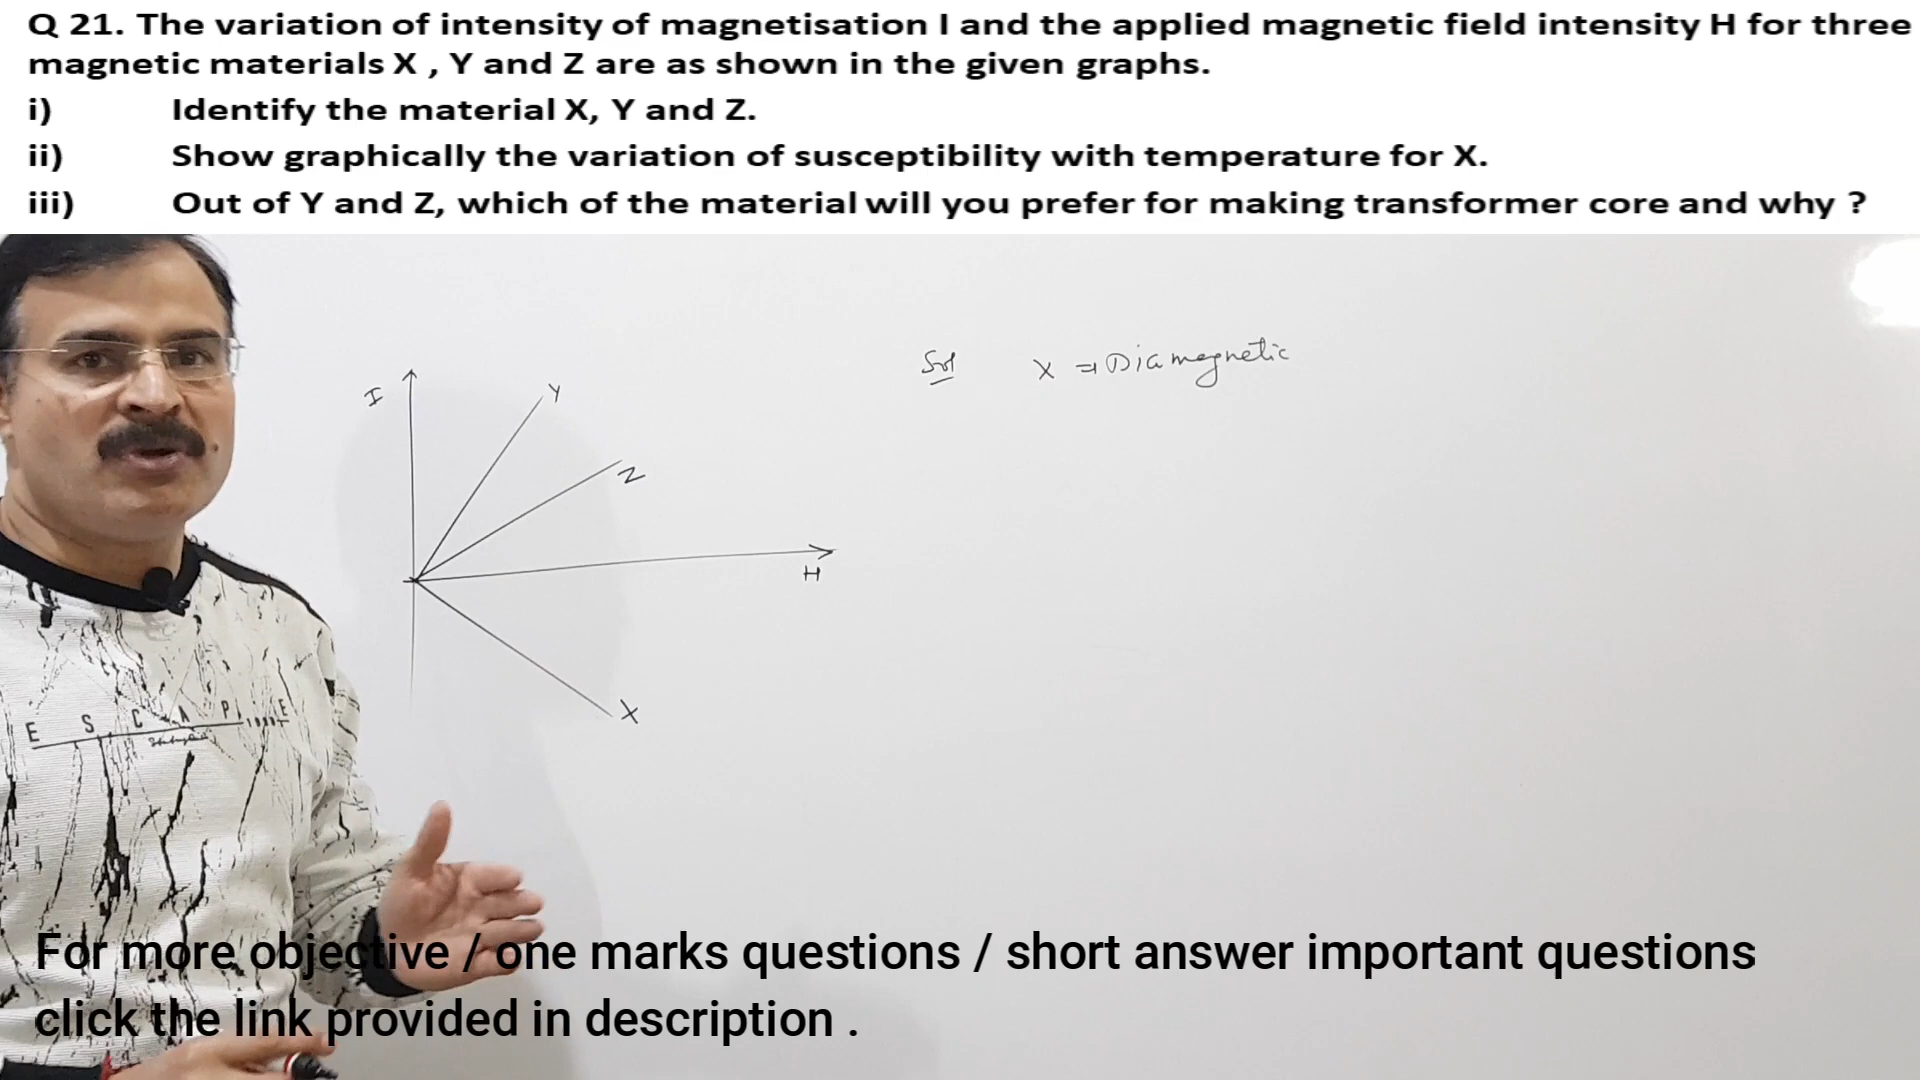 Q 21. The variation of intensity of magnetisation I and the applied magnetic field intensity H for three
magnetic materials X , Y and Z are as shown in the given graphs.
i) Identify the material X, Y and Z.
ii) Show graphically the variation of susceptibility with temperature for X.
iii) Out of Y and Z, which of the material will you prefer for making transformer core and why ?
Sol X = Diamagnetic
I
Y
Z
H
X
E S C A P E
For more objective / one marks questions / short answer important questions
click the link provided in description .